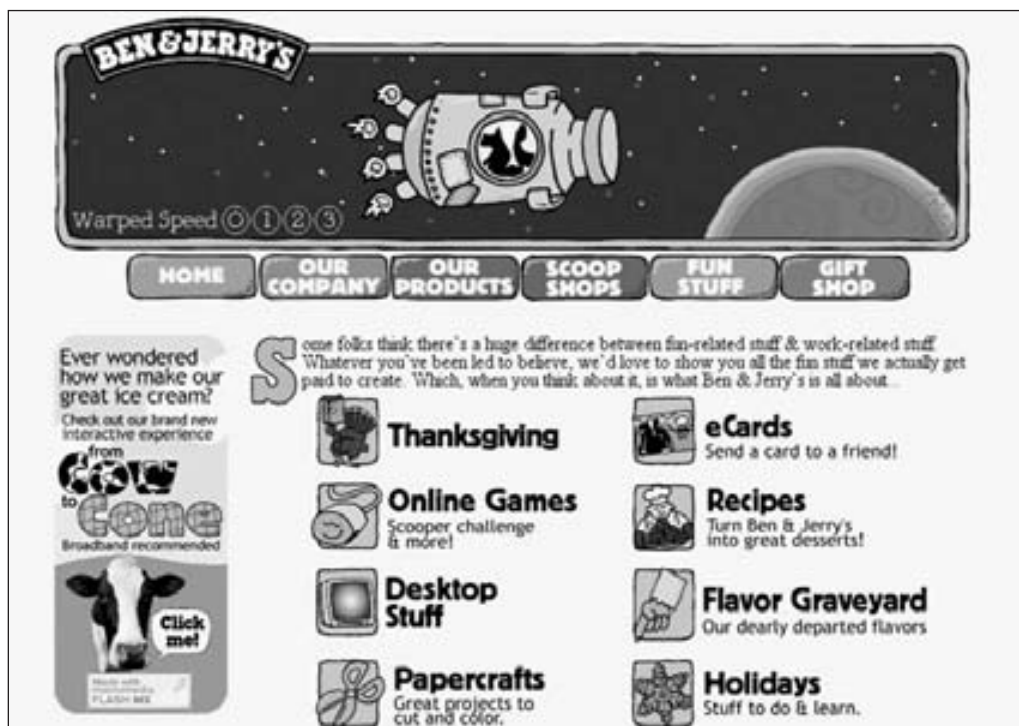 BEN & JERRY'S
Warped Speed 0 1 2 3
HOME
OUR COMPANY
OUR PRODUCTS
SCOOP SHOPS
FUN STUFF
GIFT SHOP
Ever wondered
how we make our
great ice cream?
Check out our brand new
interactive experience
from
cow
to
Cone
Broadband recommended
Click
me!
Made with
macromedia
FLASH MX
Some folks think there's a huge difference between fun-related stuff & work-related stuff
Whatever you've been led to believe, we'd love to show you all the fun stuff we actually get
paid to create. Which, when you think about it, is what Ben & Jerry's is all about...
Thanksgiving
eCards
Send a card to a friend!
Online Games
Scooper challenge
& more!
Recipes
Turn Ben & Jerry's
into great desserts!
Desktop
Stuff
Flavor Graveyard
Our dearly departed flavors
Papercrafts
Great projects to
cut and color.
Holidays
Stuff to do & learn.